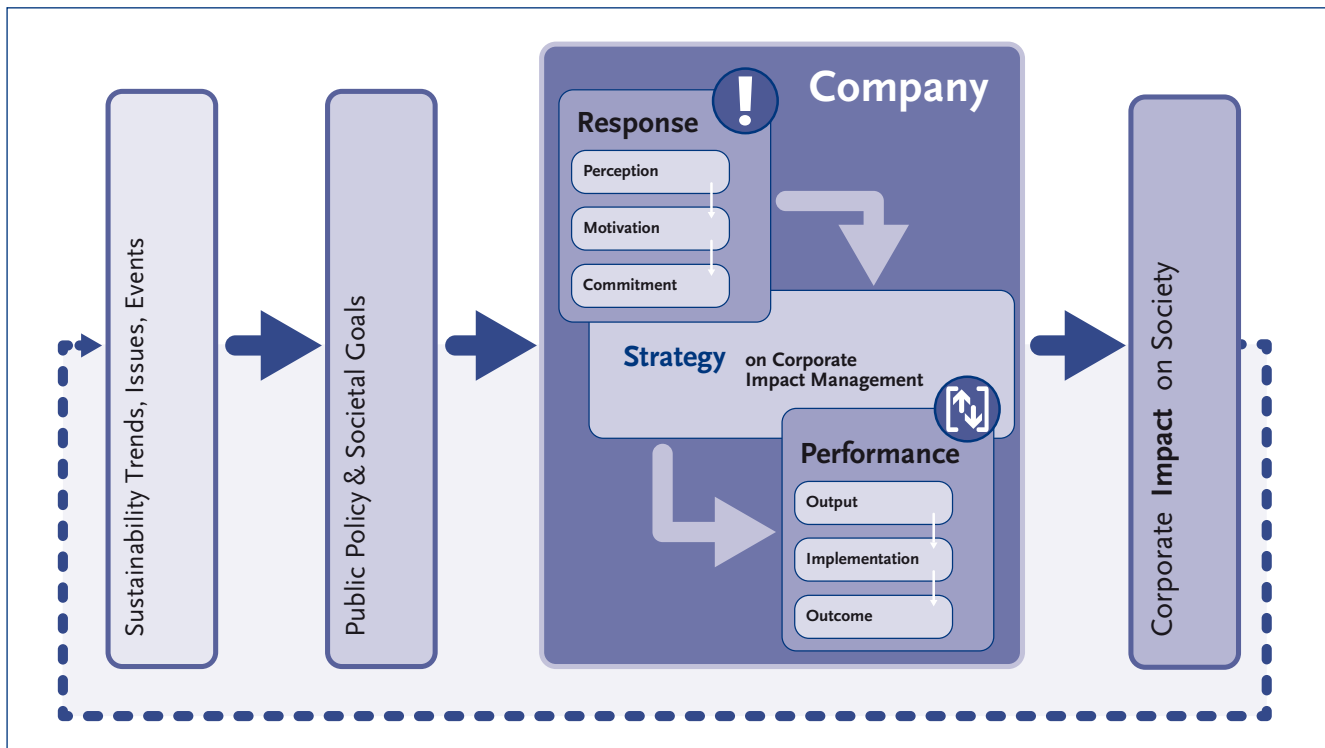 Sustainability Trends, Issues, Events
Public Policy & Societal Goals
Company
Response
Perception
Motivation
Commitment
Strategy on Corporate
Impact Management
Performance
Output
Implementation
Outcome
Corporate Impact on Society